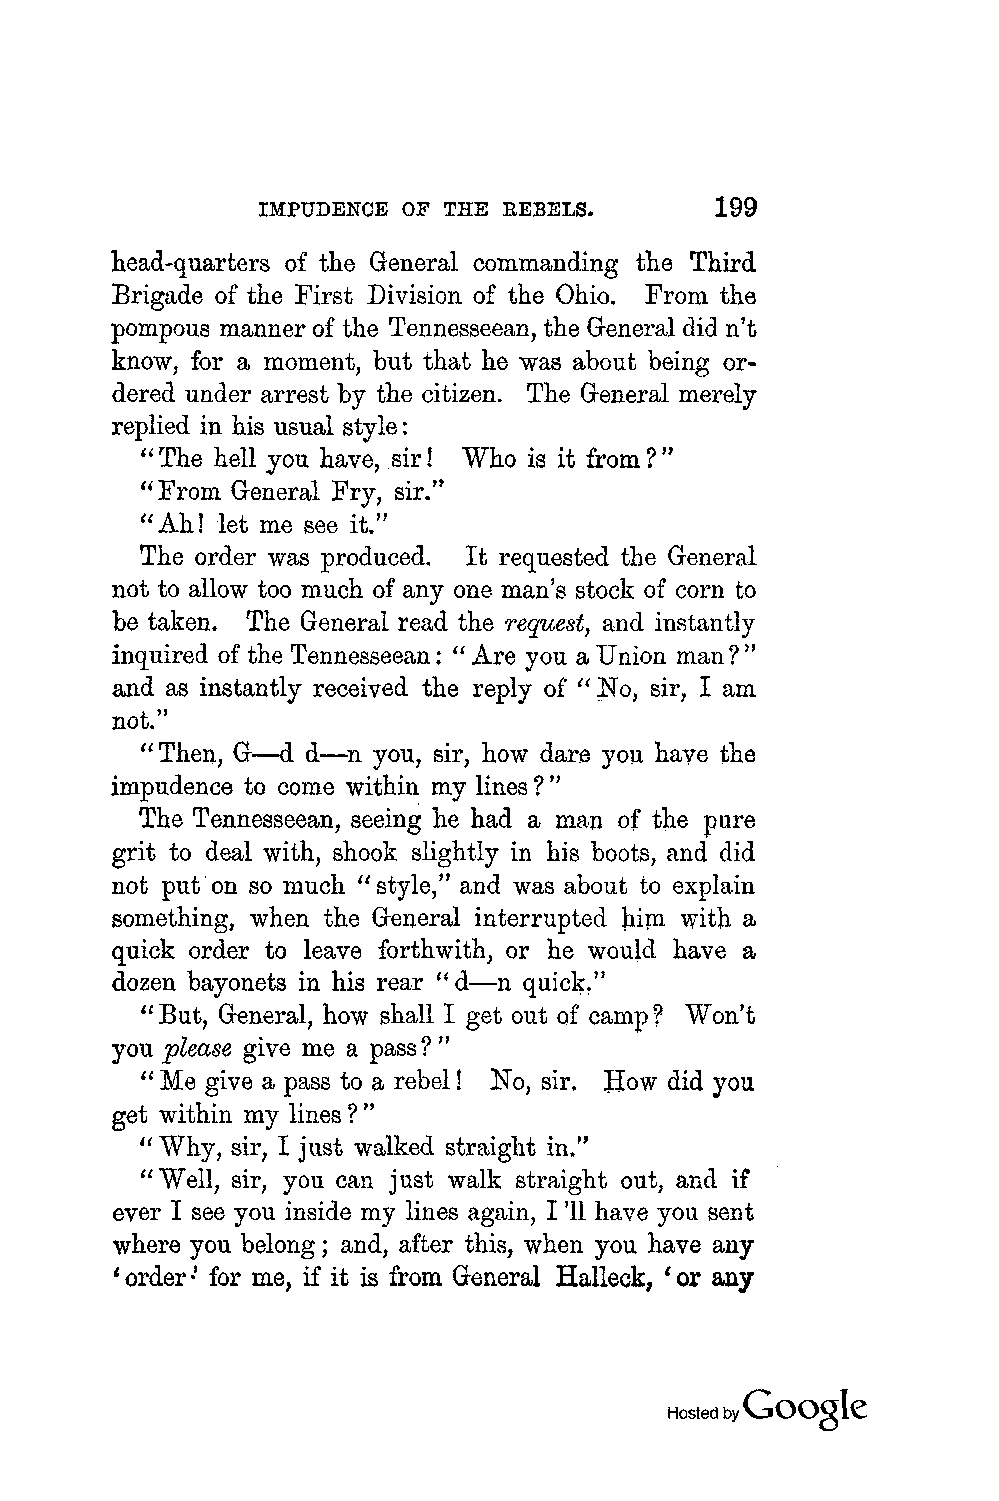 IMPUDENCE OF THE REBELS. 199
head-quarters of the General commanding the Third
Brigade of the First Division of the Ohio. From the
pompous manner of the Tennesseean, the General did n't
know, for a moment, but that he was about being or-
dered under arrest by the citizen. The General merely
replied in his usual style:
"The hell you have, sir! Who is it from?"
"From General Fry, sir."
"Ah! let me see it."
The order was produced. It requested the General
not to allow too much of any one man's stock of corn to
be taken. The General read the request, and instantly
inquired of the Tennesseean: "Are you a Union man?"
and as instantly received the reply of "No, sir, I am
not."
"Then, G—d d—n you, sir, how dare you have the
impudence to come within my lines?"
The Tennesseean, seeing he had a man of the pure
grit to deal with, shook slightly in his boots, and did
not put on so much "style," and was about to explain
something, when the General interrupted him with a
quick order to leave forthwith, or he would have a
dozen bayonets in his rear "d—n quick."
"But, General, how shall I get out of camp? Won't
you please give me a pass?"
"Me give a pass to a rebel! No, sir. How did you
get within my lines?"
"Why, sir, I just walked straight in."
"Well, sir, you can just walk straight out, and if
ever I see you inside my lines again, I 'll have you sent
where you belong; and, after this, when you have any
'order' for me, if it is from General Halleck, 'or any
Hosted by Google